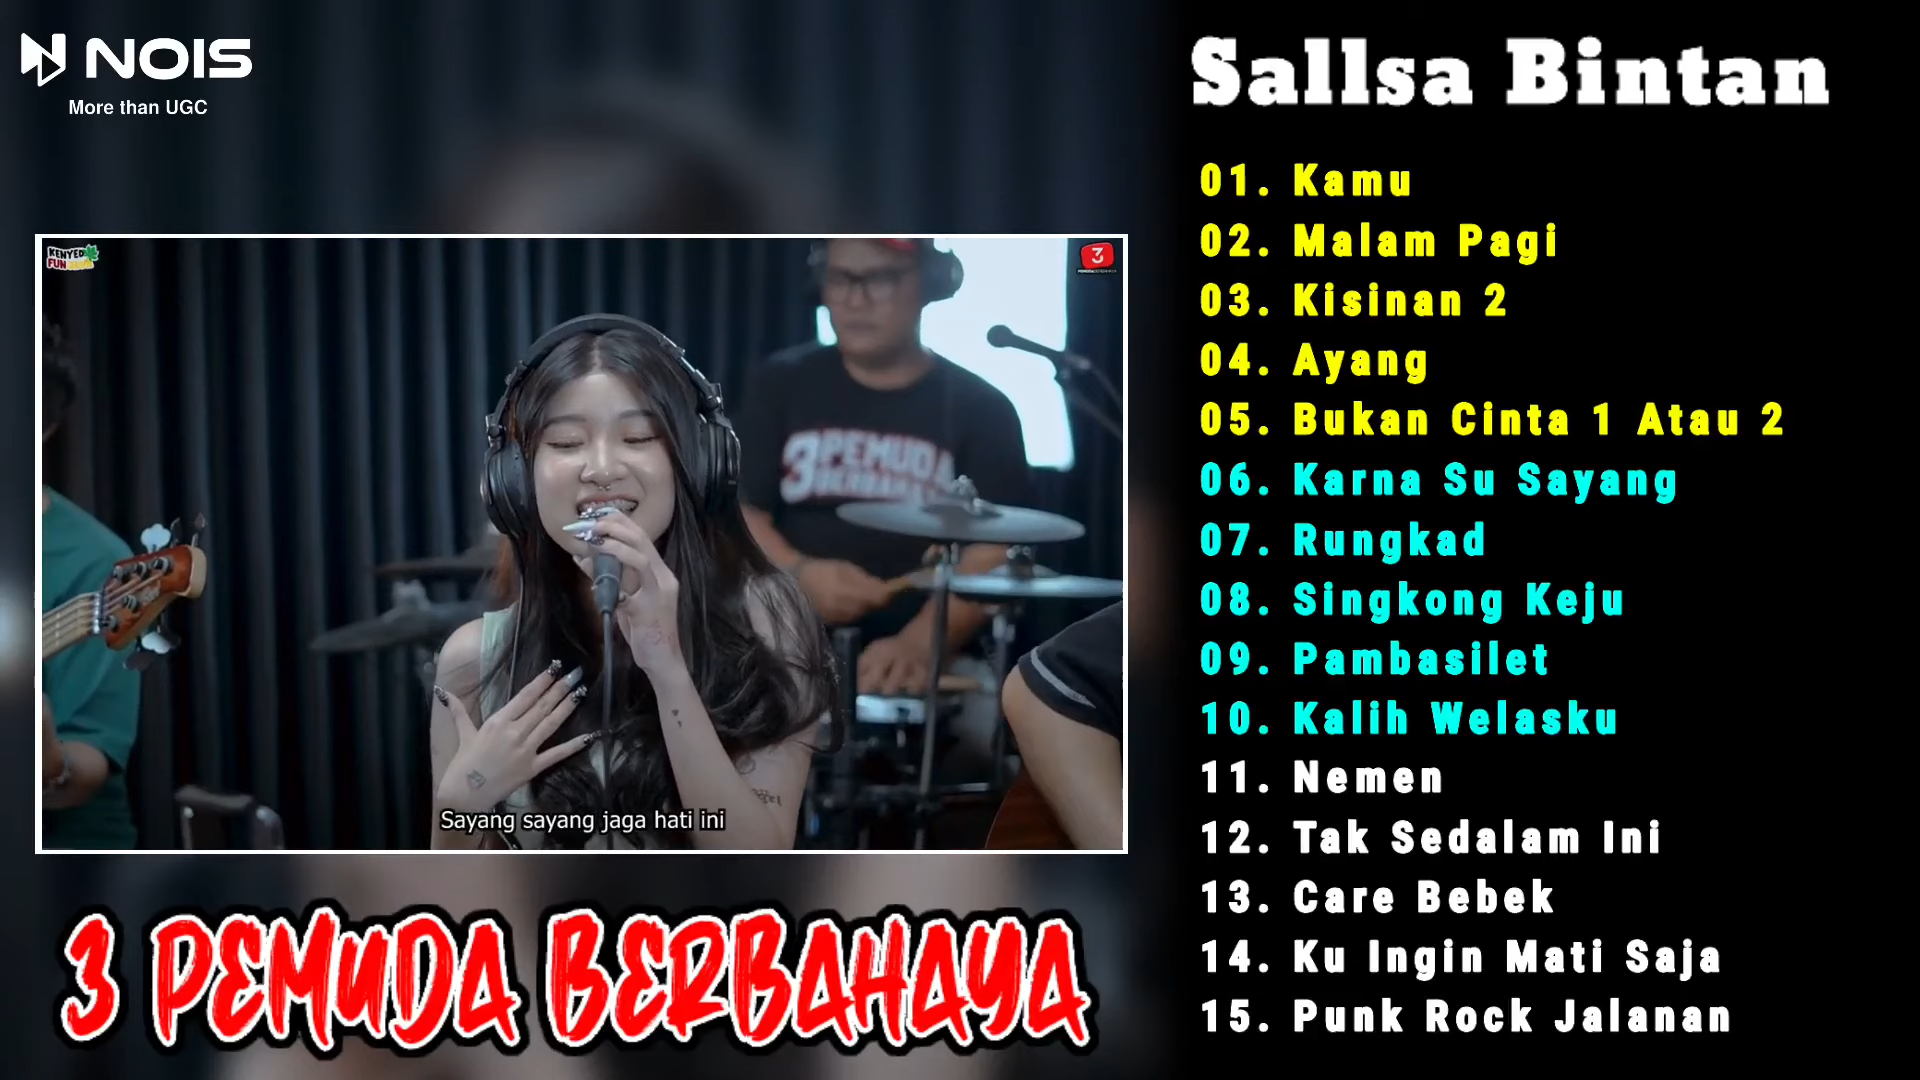 NOIS
More than UGC
Sallsa Bintan
01. Kamu
02. Malam Pagi
03. Kisinan 2
04. Ayang
05. Bukan Cinta 1 Atau 2
06. Karna Su Sayang
07. Rungkad
08. Singkong Keju
09. Pambasilet
10. Kalih Welasku
11. Nemen
12. Tak Sedalam Ini
13. Care Bebek
14. Ku Ingin Mati Saja
15. Punk Rock Jalanan
KENYED
FUN
3
3 PEMUDA
BERBAHAYA
Sayang sayang jaga hati ini
3 PEMUDA BERBAHAYA